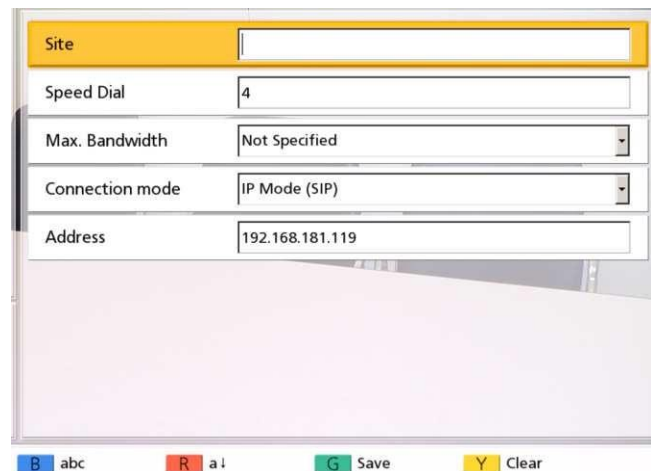 Site
Speed Dial 4
Max. Bandwidth Not Specified
Connection mode IP Mode (SIP)
Address 192.168.181.119
B abc R a↓ G Save Y Clear